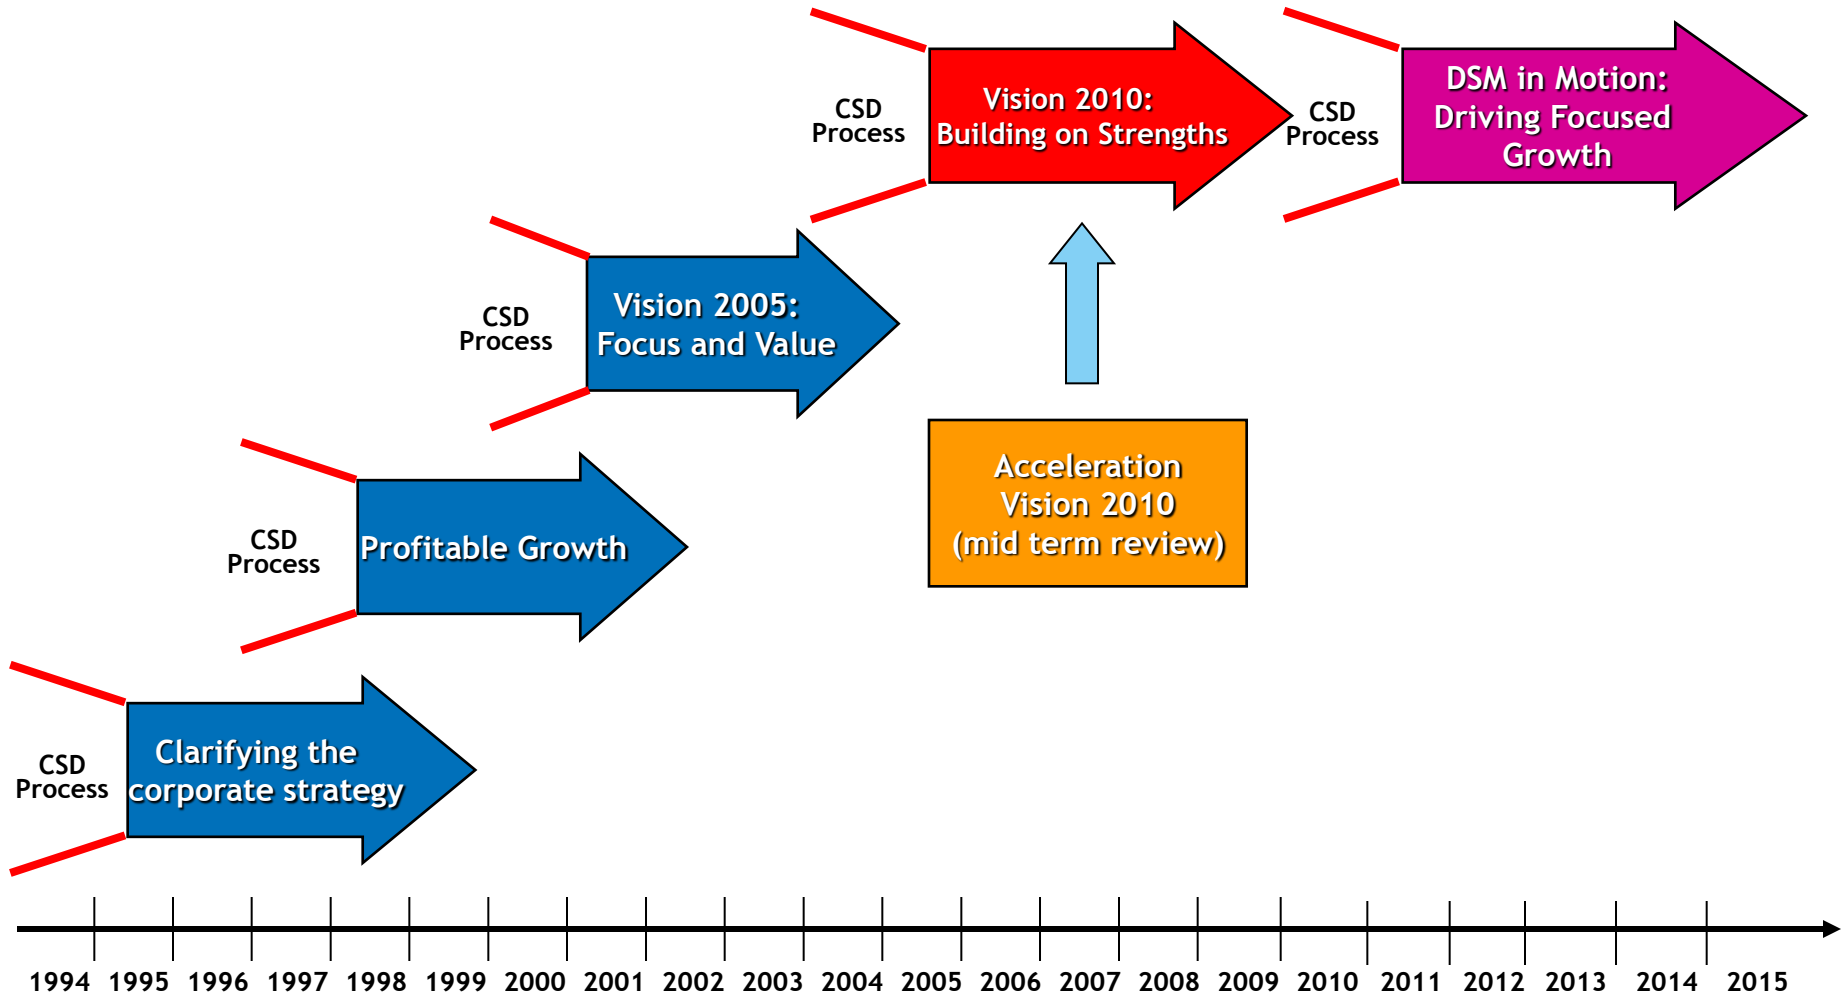 CSD
Process
Vision 2010:
Building on Strengths
CSD
Process
DSM in Motion:
Driving Focused
Growth
CSD
Process
Vision 2005:
Focus and Value
Acceleration
Vision 2010
(mid term review)
CSD
Process
Profitable Growth
CSD
Process
Clarifying the
corporate strategy
1994 1995 1996 1997 1998 1999 2000 2001 2002 2003 2004 2005 2006 2007 2008 2009 2010 2011 2012 2013 2014 2015